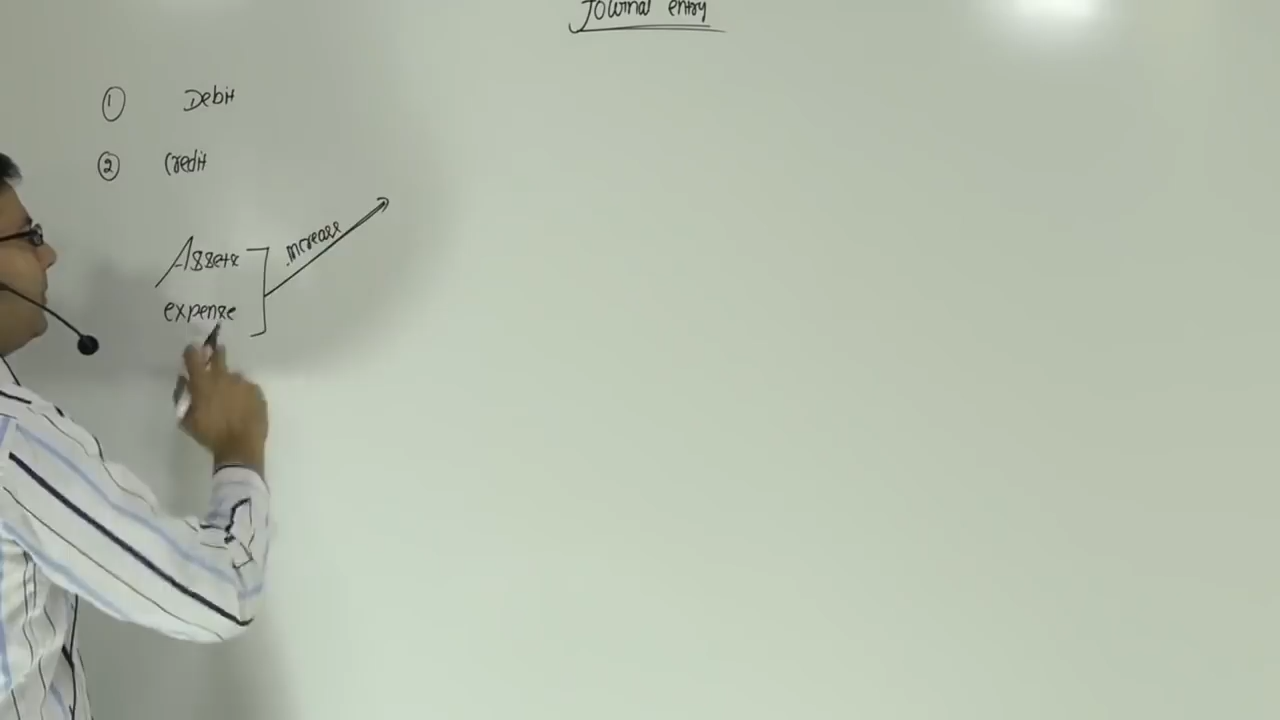 Journal entry
① Debit
② Credit
Assets
increase
expense